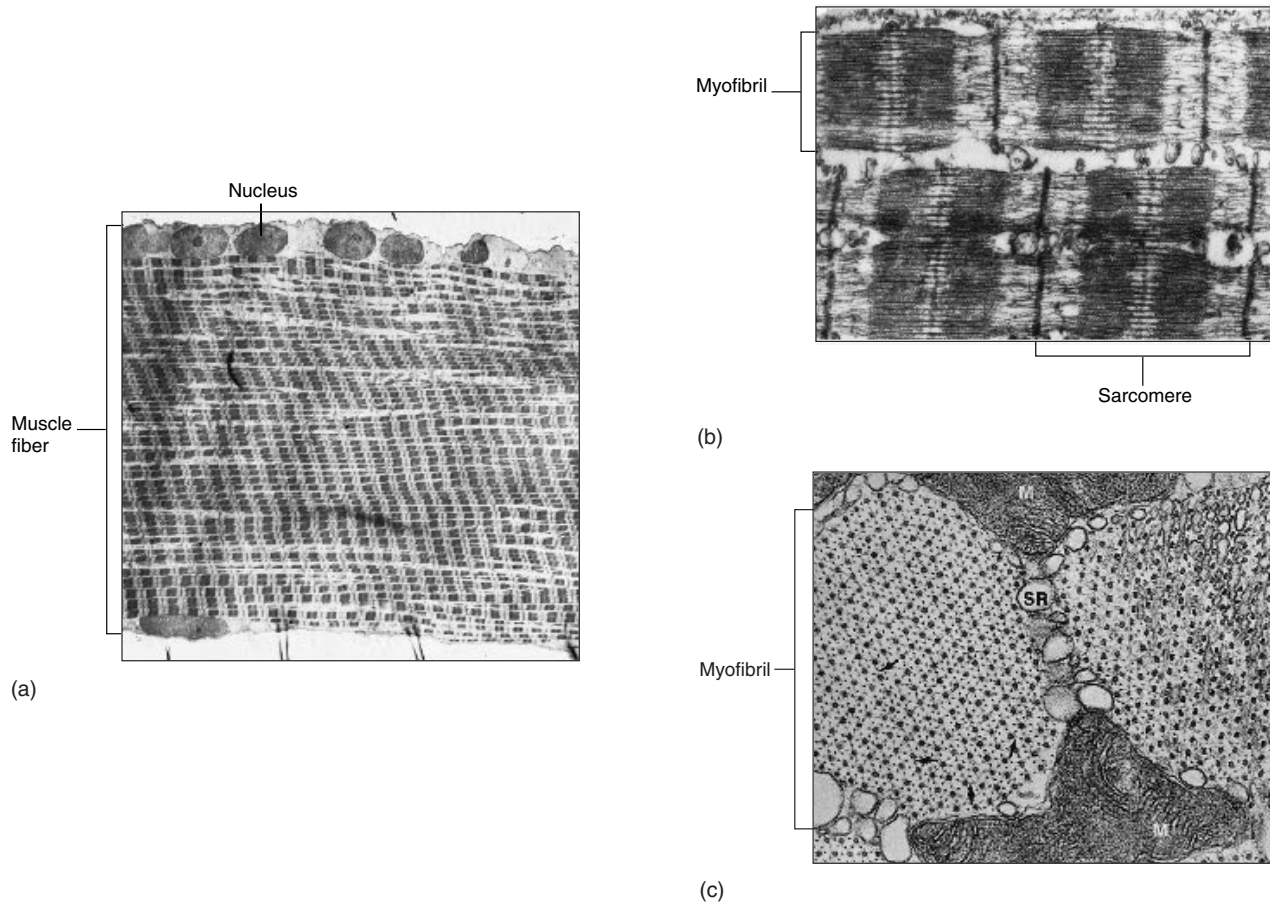 Nucleus
Muscle
fiber
(a)
Myofibril
Sarcomere
(b)
M
SR
Myofibril
M
(c)